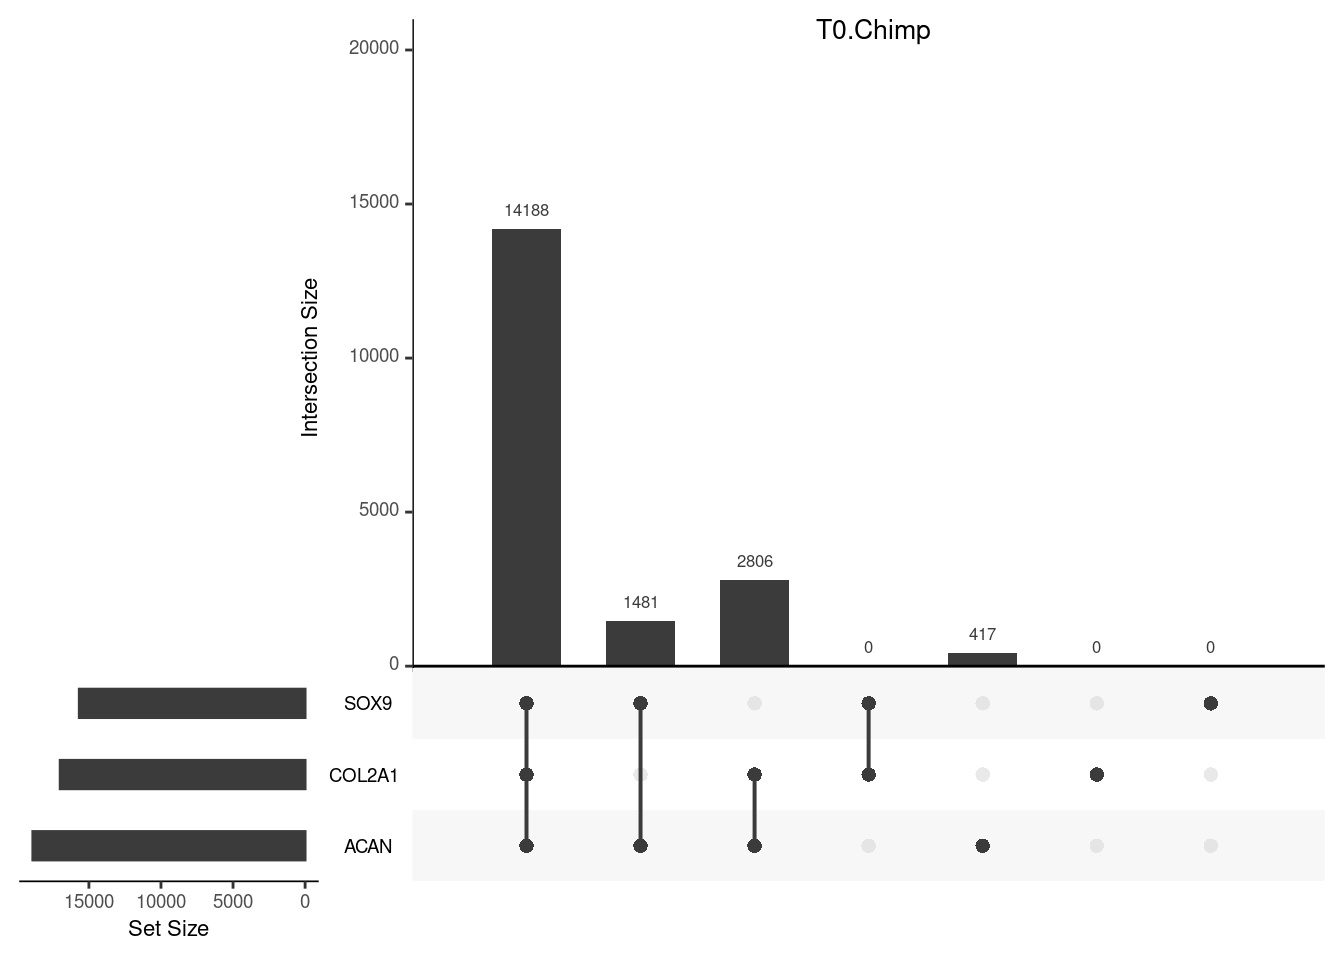 T0.Chimp
20000
15000
10000
5000
0
Intersection Size
14188
1481
2806
0
417
0
0
SOX9
COL2A1
ACAN
15000 10000 5000 0
Set Size